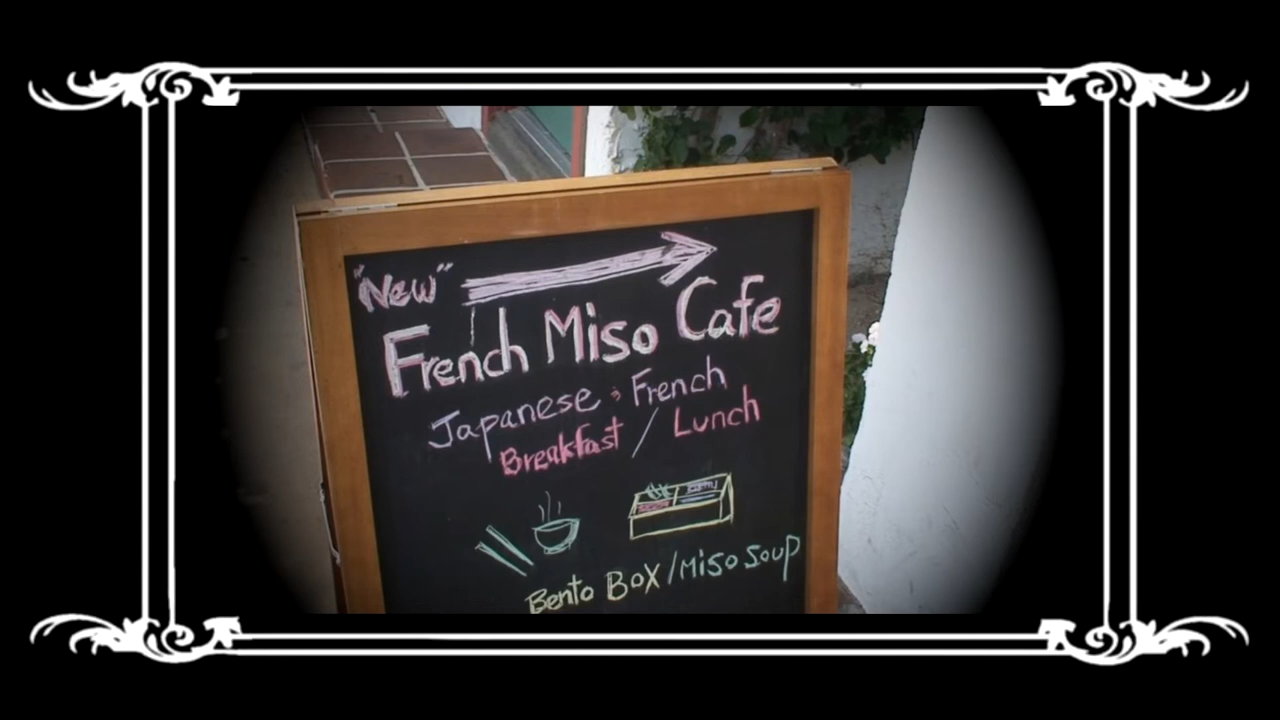 "New"
French Miso Cafe
Japanese; French
Breakfast / Lunch
Bento Box/Miso Soup